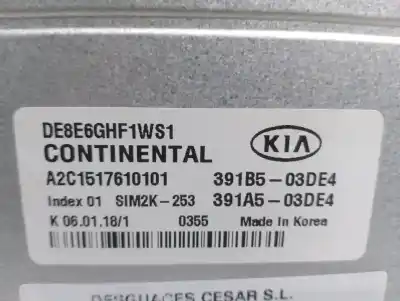 DE8E6GHF1WS1
KIA
CONTINENTAL
A2C1517610101 391B5-03DE4
Index 01 SIM2K-253 391A5-03DE4
K 06.01.18/1 0355 Made in Korea
DESGUACES CESAR S.L.